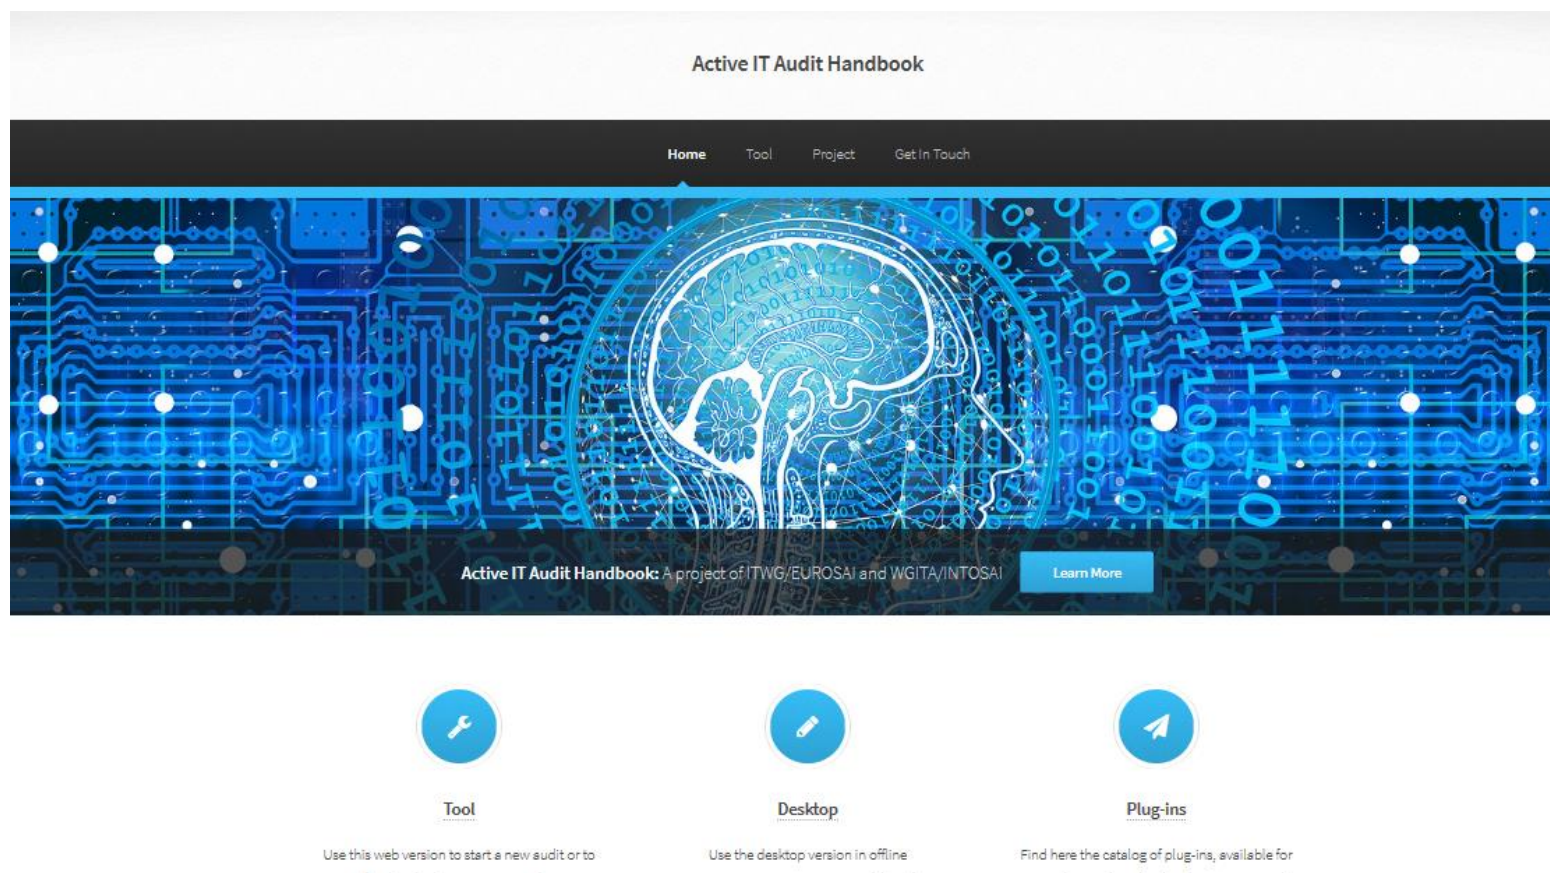 Active IT Audit Handbook
Home Tool Project Get In Touch
Active IT Audit Handbook: A project of ITWG/EUROSAI and WGITA/INTOSAI Learn More
Tool Desktop Plug-ins
Use this web version to start a new audit or to
Use the desktop version in offline
Find here the catalog of plug-ins, available for